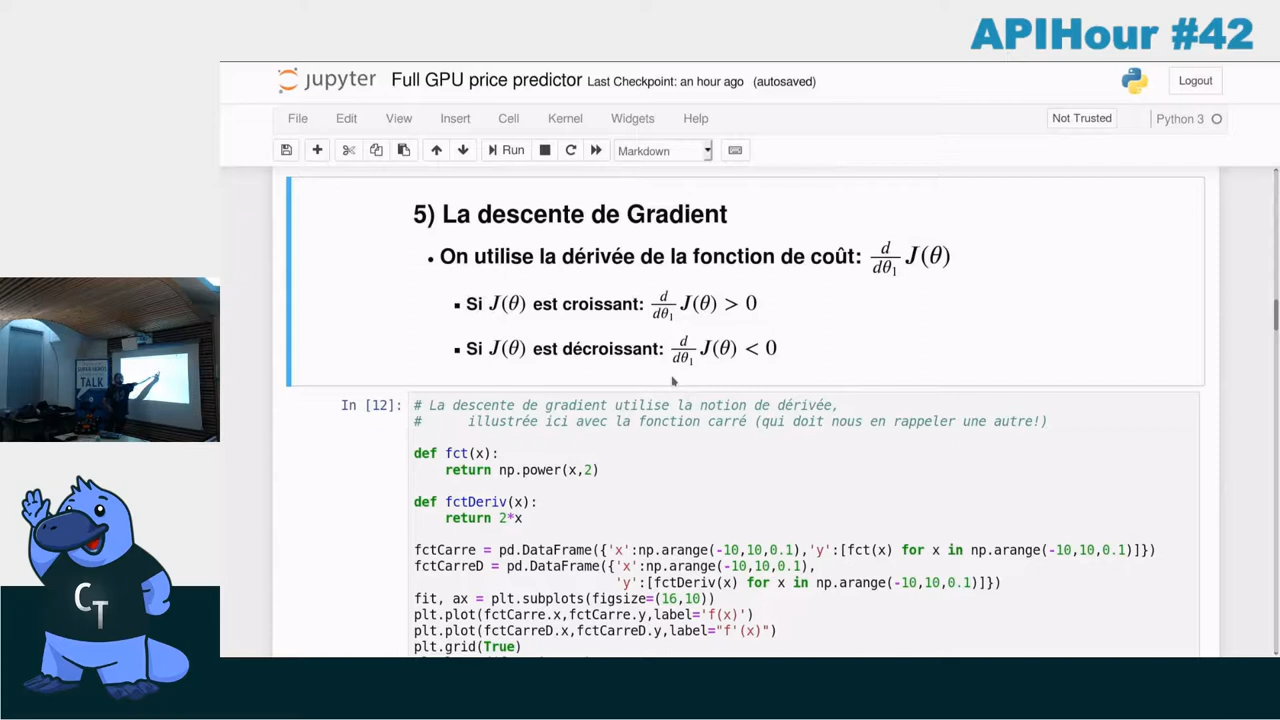 APIHour #42
jupyter Full GPU price predictor Last Checkpoint: an hour ago (autosaved) Logout
File Edit View Insert Cell Kernel Widgets Help Not Trusted Python 3
Run Markdown
5) La descente de Gradient
• On utilise la dérivée de la fonction de coût: d/dθ₁ J(θ)
▪ Si J(θ) est croissant: d/dθ₁ J(θ) > 0
▪ Si J(θ) est décroissant: d/dθ₁ J(θ) < 0
In [12]: # La descente de gradient utilise la notion de dérivée,
#     illustrée ici avec la fonction carré (qui doit nous en rappeler une autre!)
def fct(x):
    return np.power(x,2)
def fctDeriv(x):
    return 2*x
fctCarre = pd.DataFrame({'x':np.arange(-10,10,0.1),'y':[fct(x) for x in np.arange(-10,10,0.1)]})
fctCarreD = pd.DataFrame({'x':np.arange(-10,10,0.1),
'y':[fctDeriv(x) for x in np.arange(-10,10,0.1)]})
fit, ax = plt.subplots(figsize=(16,10))
plt.plot(fctCarre.x,fctCarre.y,label='f(x)')
plt.plot(fctCarreD.x,fctCarreD.y,label="f'(x)")
plt.grid(True)
TALK
CT